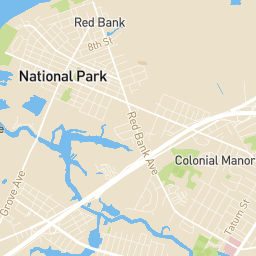 Red Bank
8th St
National Park
Red Bank Ave
Colonial Manor
Grove Ave
Tatum St